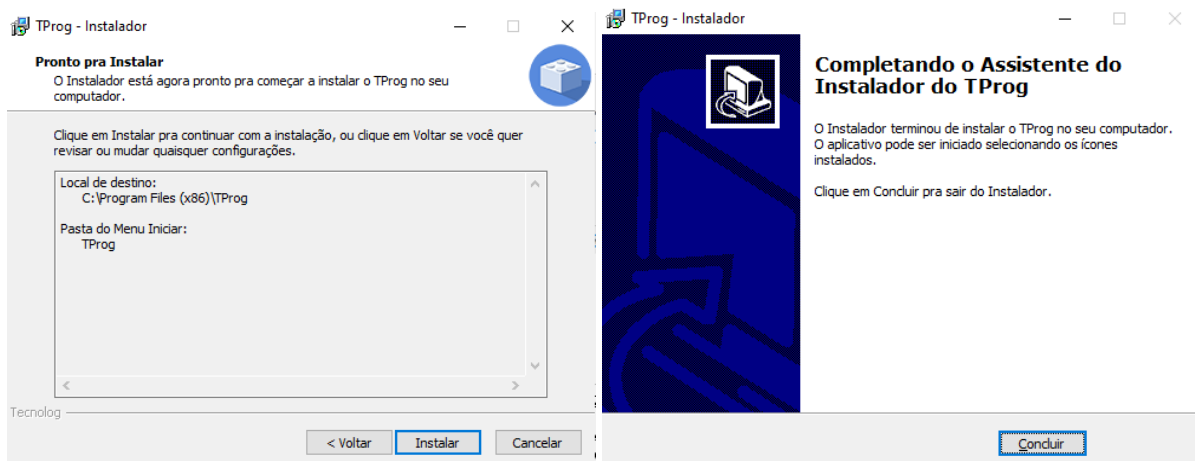 TProg - Instalador
Pronto pra Instalar
O Instalador está agora pronto pra começar a instalar o TProg no seu
computador.
Clique em Instalar pra continuar com a instalação, ou clique em Voltar se você quer
revisar ou mudar quaisquer configurações.
Local de destino:
C:\Program Files (x86)\TProg
Pasta do Menu Iniciar:
TProg
Tecnolog
< Voltar
Instalar
Cancelar
TProg - Instalador
Completando o Assistente do
Instalador do TProg
O Instalador terminou de instalar o TProg no seu computador.
O aplicativo pode ser iniciado selecionando os ícones
instalados.
Clique em Concluir pra sair do Instalador.
Concluir